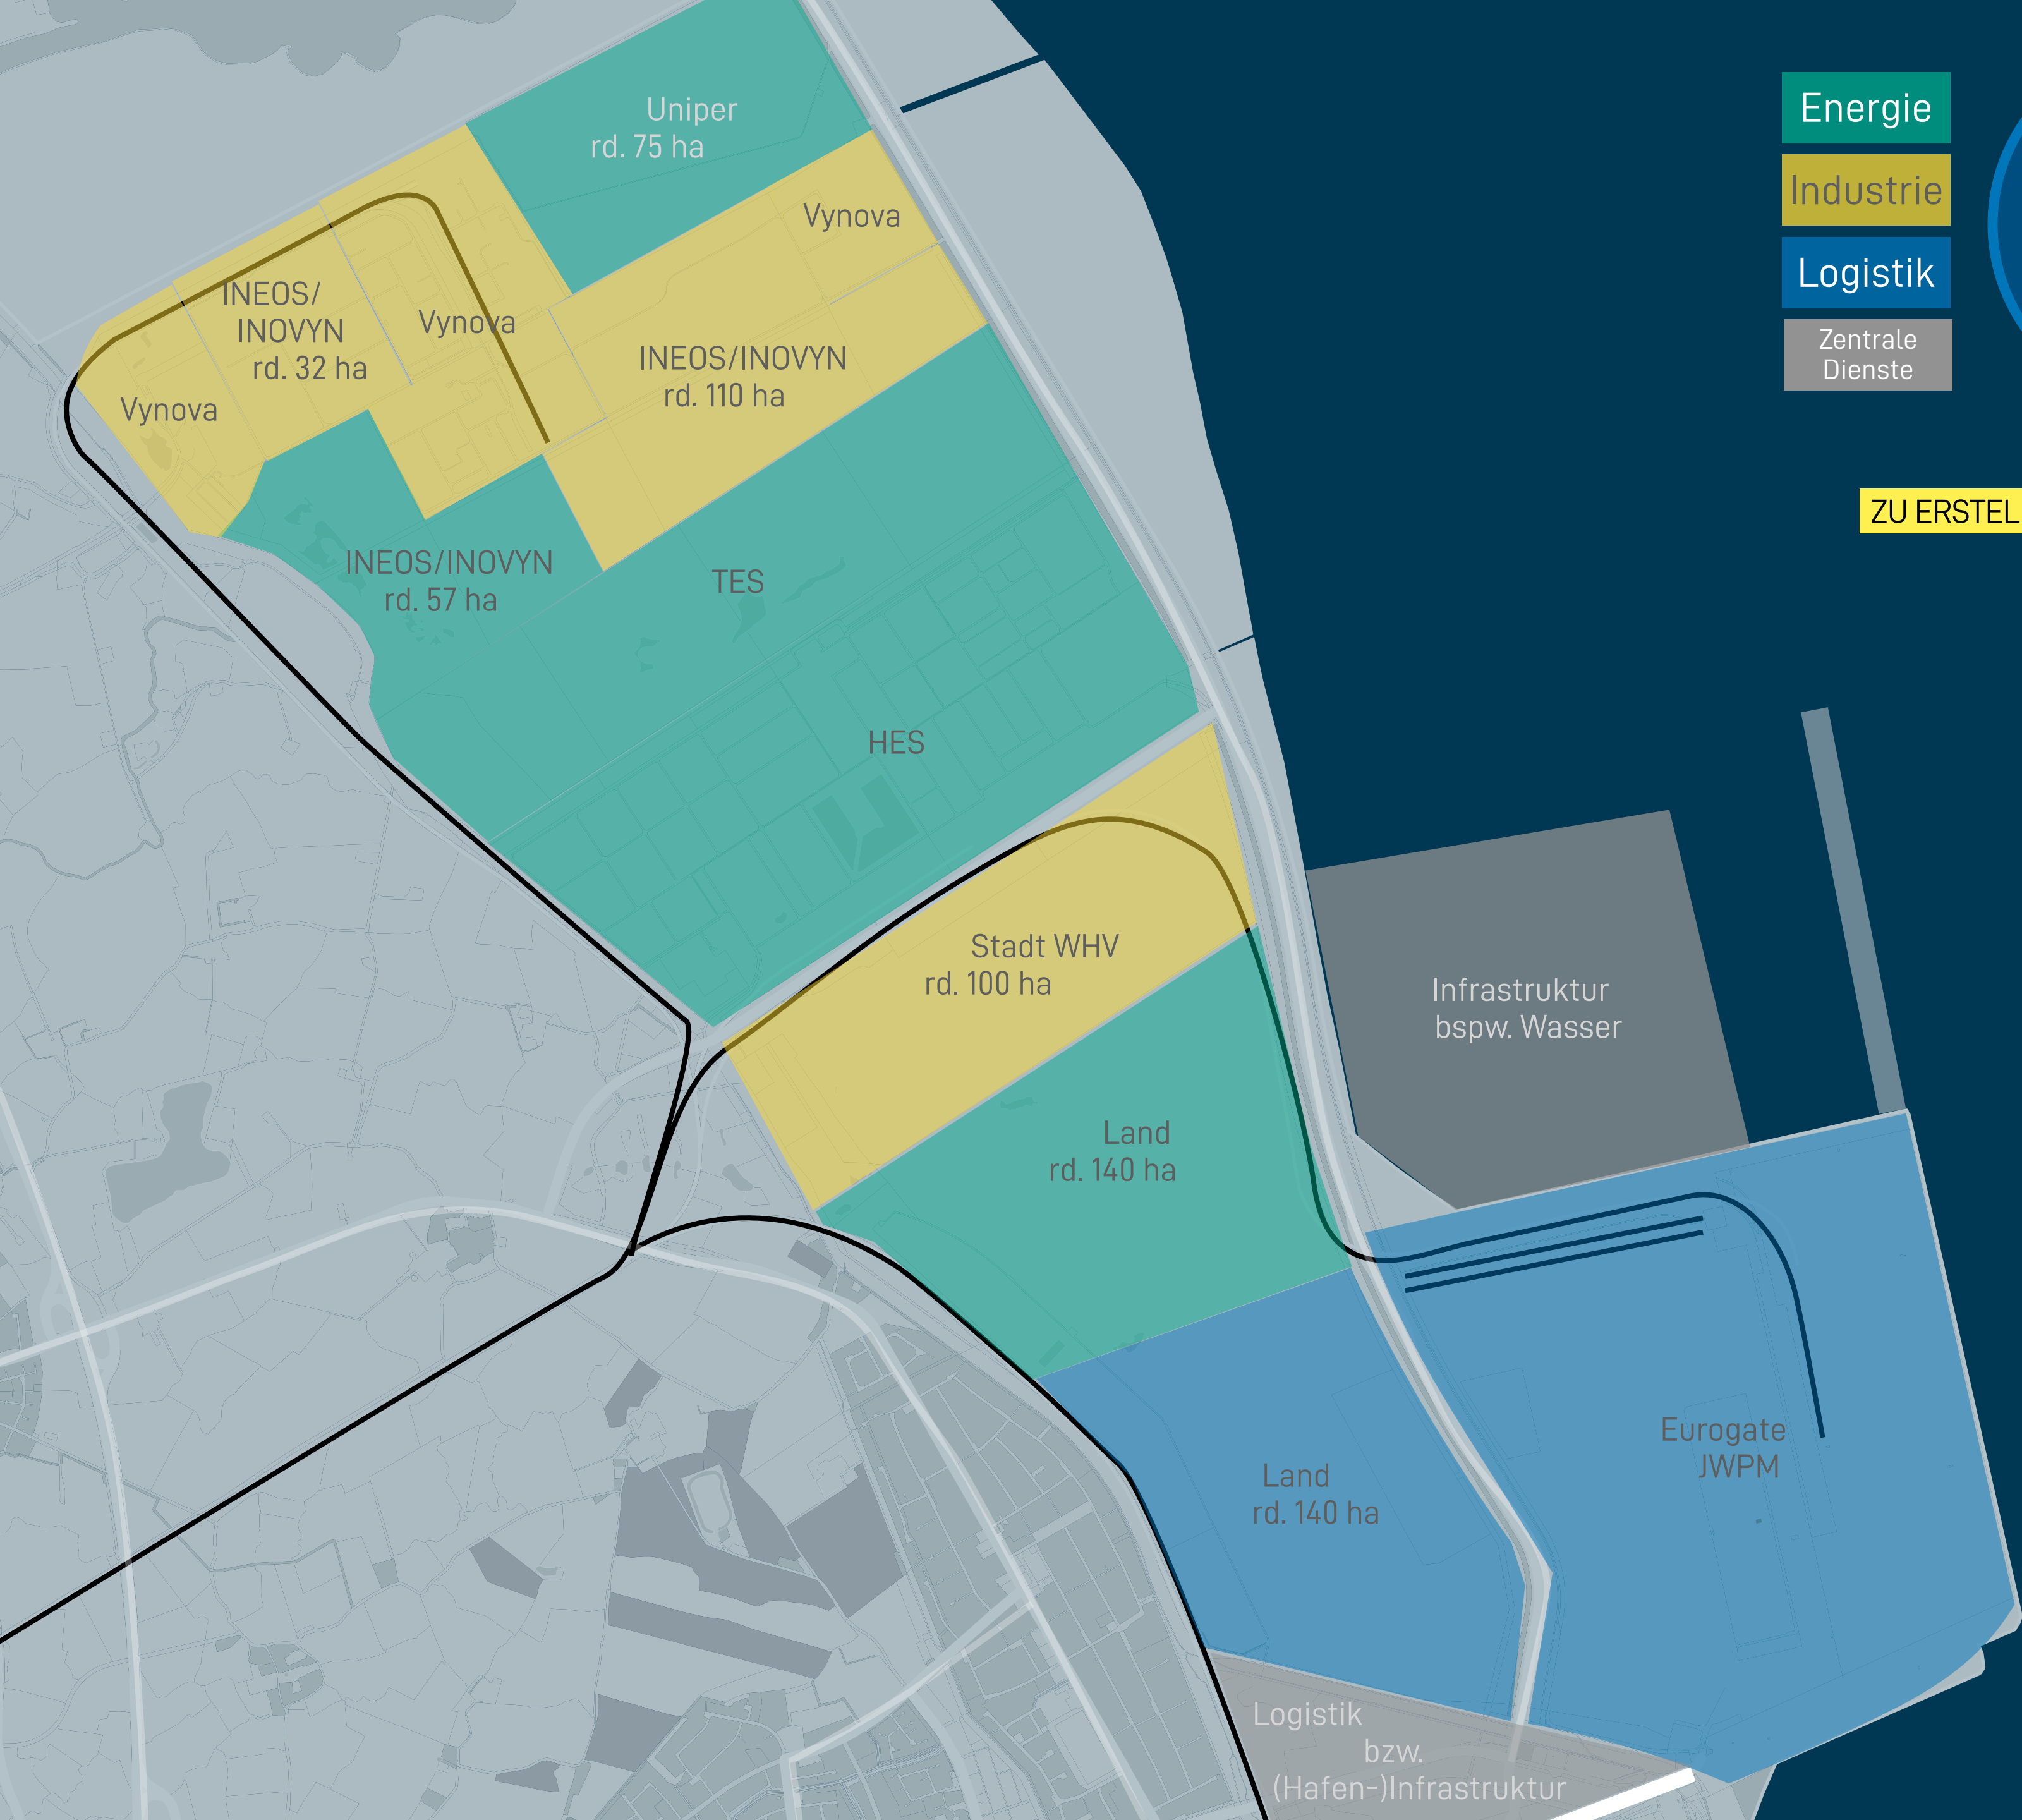 Uniper
rd. 75 ha
Energie
Industrie
Logistik
Zentrale
Dienste
Vynova
INEOS/
INOVYN
rd. 32 ha
Vynova
INEOS/INOVYN
rd. 110 ha
Vynova
ZU ERSTEL
INEOS/INOVYN
rd. 57 ha
TES
HES
Stadt WHV
rd. 100 ha
Infrastruktur
bspw. Wasser
Land
rd. 140 ha
Eurogate
JWPM
Land
rd. 140 ha
Logistik
bzw.
(Hafen-)Infrastruktur